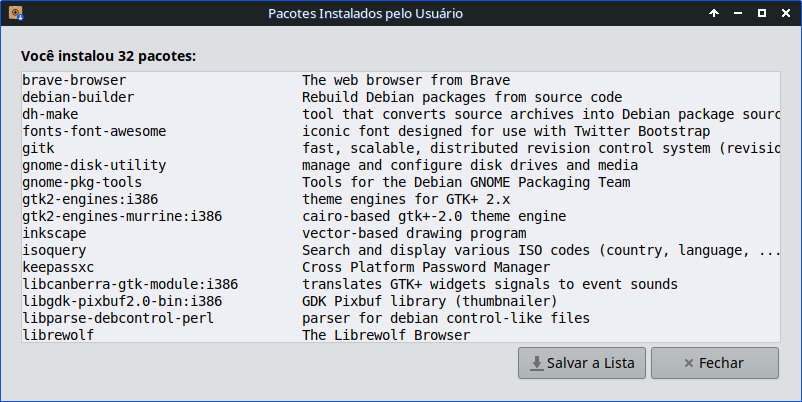 Pacotes Instalados pelo Usuário
Você instalou 32 pacotes:
brave-browser The web browser from Brave
debian-builder Rebuild Debian packages from source code
dh-make tool that converts source archives into Debian package sourc
fonts-font-awesome iconic font designed for use with Twitter Bootstrap
gitk fast, scalable, distributed revision control system (revisio
gnome-disk-utility manage and configure disk drives and media
gnome-pkg-tools Tools for the Debian GNOME Packaging Team
gtk2-engines:i386 theme engines for GTK+ 2.x
gtk2-engines-murrine:i386 cairo-based gtk+-2.0 theme engine
inkscape vector-based drawing program
isoquery Search and display various ISO codes (country, language, ...
keepassxc Cross Platform Password Manager
libcanberra-gtk-module:i386 translates GTK+ widgets signals to event sounds
libgdk-pixbuf2.0-bin:i386 GDK Pixbuf library (thumbnailer)
libparse-debcontrol-perl parser for debian control-like files
librewolf The Librewolf Browser
Salvar a Lista
Fechar